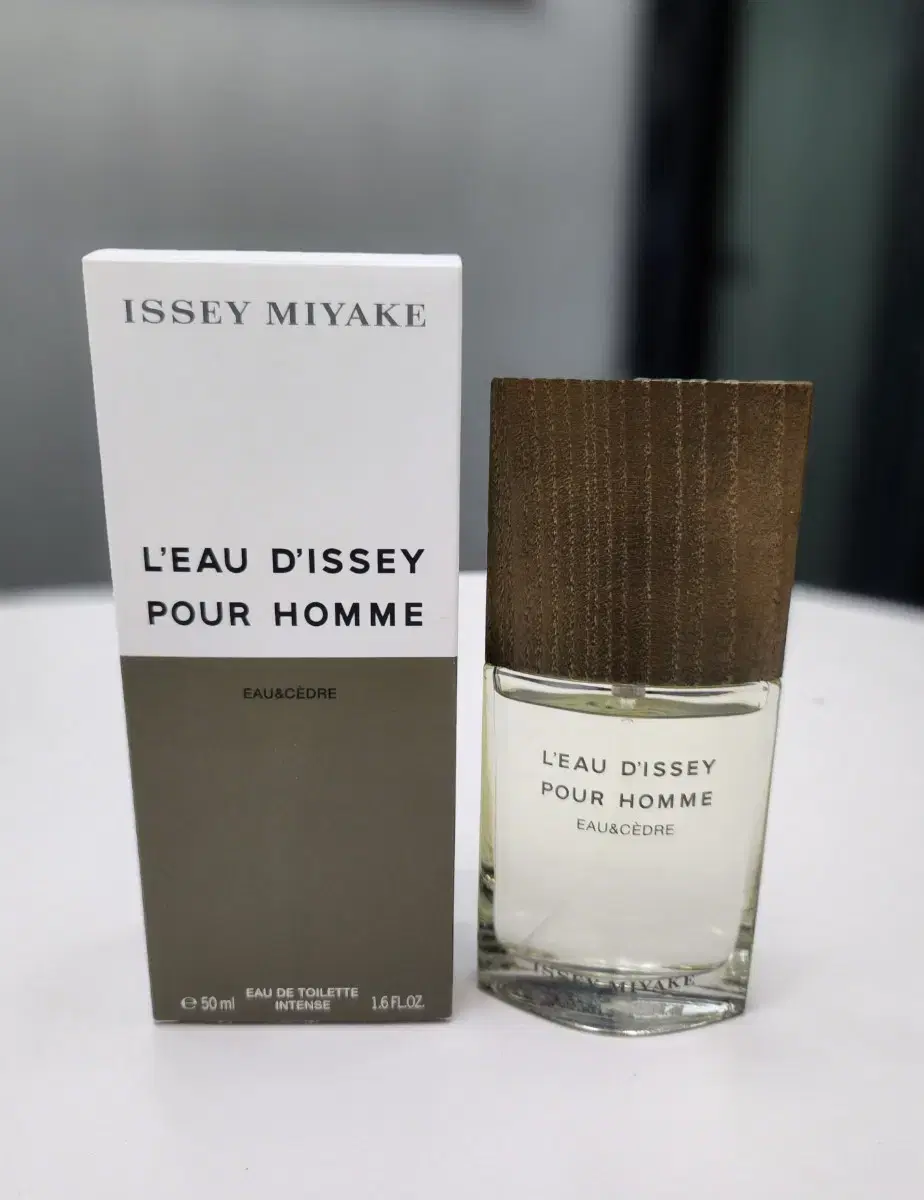 ISSEY MIYAKE
L'EAU D'ISSEY
POUR HOMME
EAU&CÈDRE
e 50 ml
EAU DE TOILETTE
INTENSE
1.6 FL.OZ.
L'EAU D'ISSEY
POUR HOMME
EAU&CÈDRE
ISSEY MIYAKE